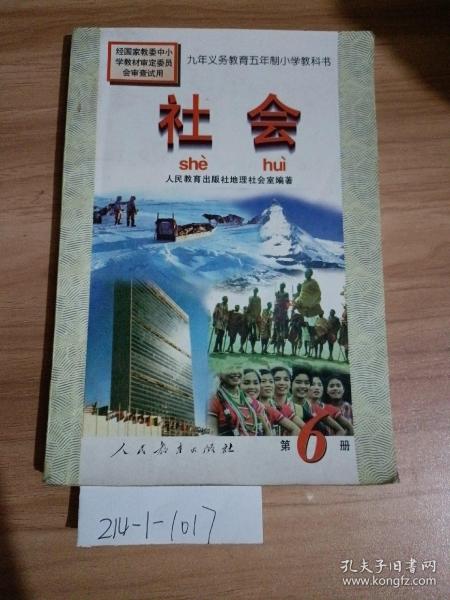 经国家教委中小
学教材审定委员
会审查试用
九年义务教育五年制小学教科书
社会
shè huì
人民教育出版社地理社会室编著
人民教育出版社
第6册
214-1-1017
孔夫子旧书网
www.kongfz.com